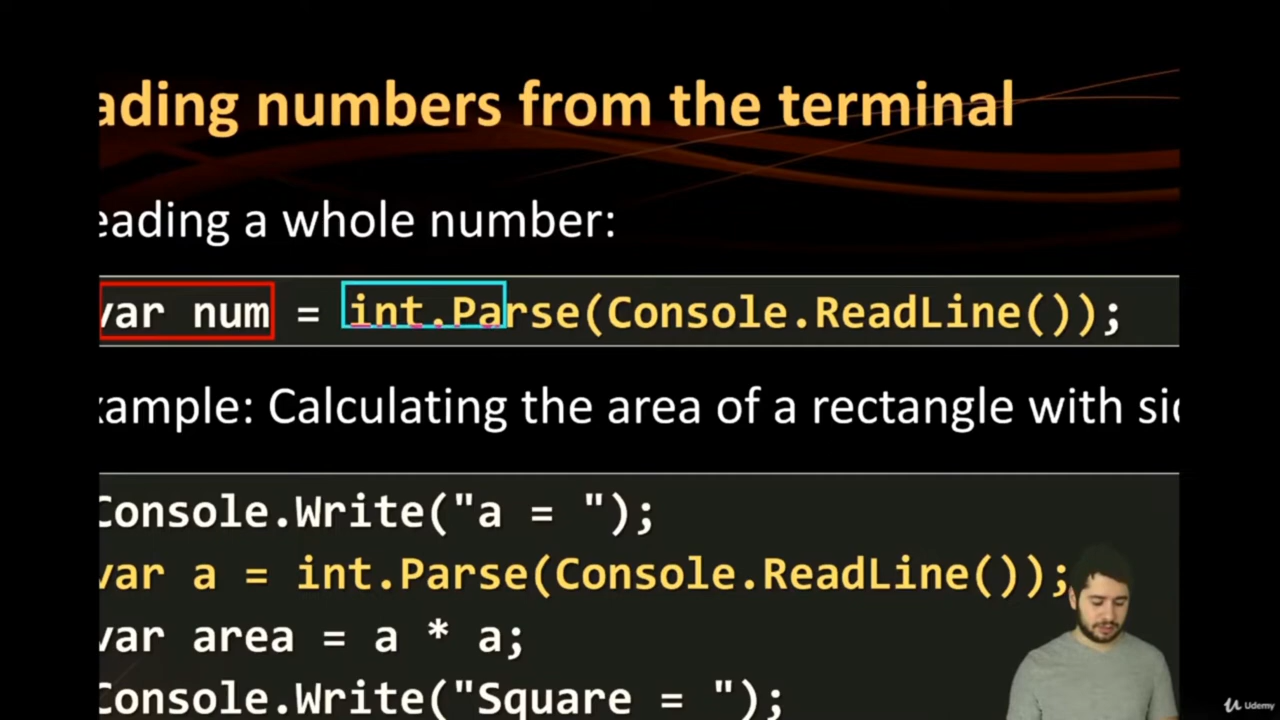 ading numbers from the terminal
eading a whole number:
var num = int.Parse(Console.ReadLine());
xample: Calculating the area of a rectangle with sid
Console.Write("a = ");
var a = int.Parse(Console.ReadLine());
var area = a * a;
Console.Write("Square = ");
Udemy